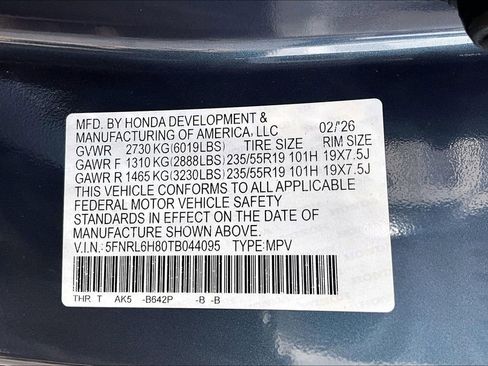 MFD. BY HONDA DEVELOPMENT &
MANUFACTURING OF AMERICA, LLC 02/'26
GVWR 2730 KG(6019LBS) TIRE SIZE RIM SIZE
GAWR F 1310 KG(2888LBS) 235/55R19 101H 19X7.5J
GAWR R 1465 KG(3230LBS) 235/55R19 101H 19X7.5J
THIS VEHICLE CONFORMS TO ALL APPLICABLE
FEDERAL MOTOR VEHICLE SAFETY
STANDARDS IN EFFECT ON THE DATE OF
MANUFACTURE SHOWN ABOVE.
V.I.N.: 5FNRL6H80TB044095 TYPE: MPV
THR T AK5 -B642P -B -B